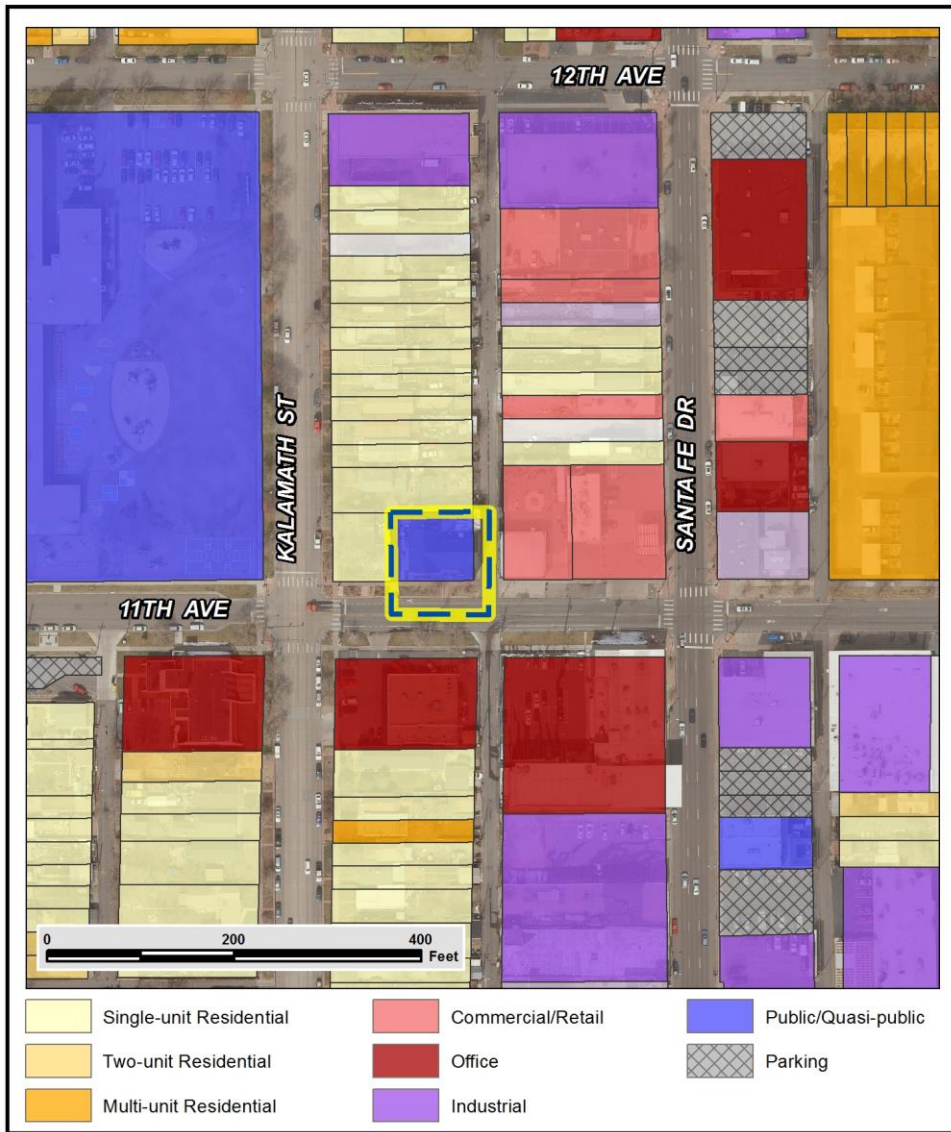 12TH AVE
KALAMATH ST
SANTA FE DR
11TH AVE
0 200 400
Feet
Single-unit Residential
Commercial/Retail
Public/Quasi-public
Two-unit Residential
Office
Parking
Multi-unit Residential
Industrial